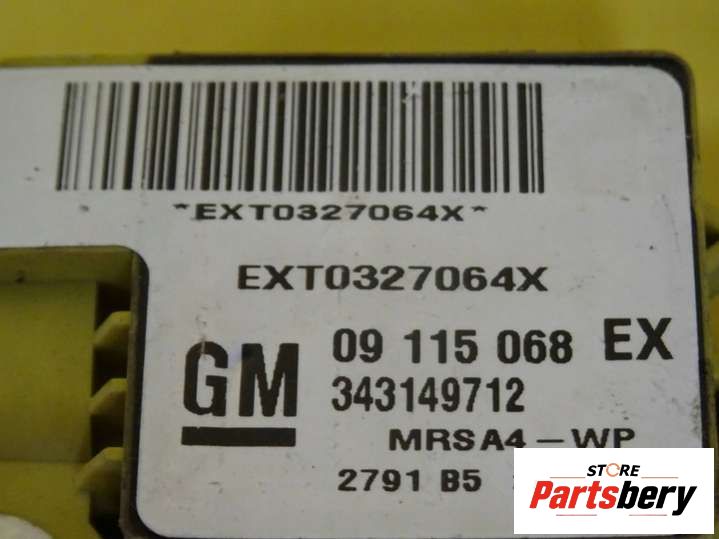 *EXT0327064X*
EXT0327064X
GM
09 115 068 EX
343149712
MRSA4-WP
2791 B5
STORE
Partsbery